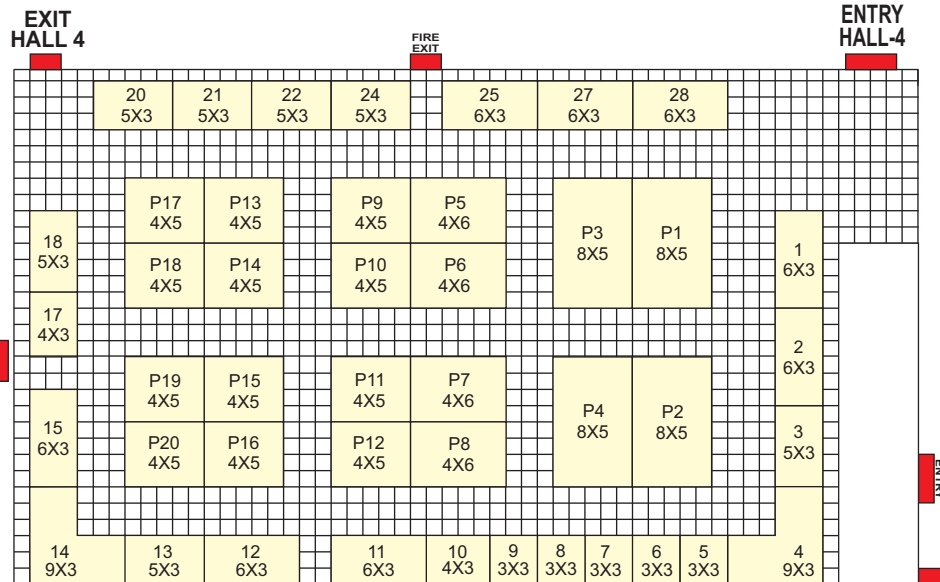 EXIT
HALL 4
FIRE
EXIT
ENTRY
HALL-4
20
5X3
21
5X3
22
5X3
24
5X3
25
6X3
27
6X3
28
6X3
P17
4X5
P13
4X5
P9
4X5
P5
4X6
P3
8X5
P1
8X5
18
5X3
1
6X3
P18
4X5
P14
4X5
P10
4X5
P6
4X6
17
4X3
2
6X3
P19
4X5
P15
4X5
P11
4X5
P7
4X6
P4
8X5
P2
8X5
15
6X3
3
5X3
P20
4X5
P16
4X5
P12
4X5
P8
4X6
ENTRY
14
9X3
13
5X3
12
6X3
11
6X3
10
4X3
9
3X3
8
3X3
7
3X3
6
3X3
5
3X3
4
9X3